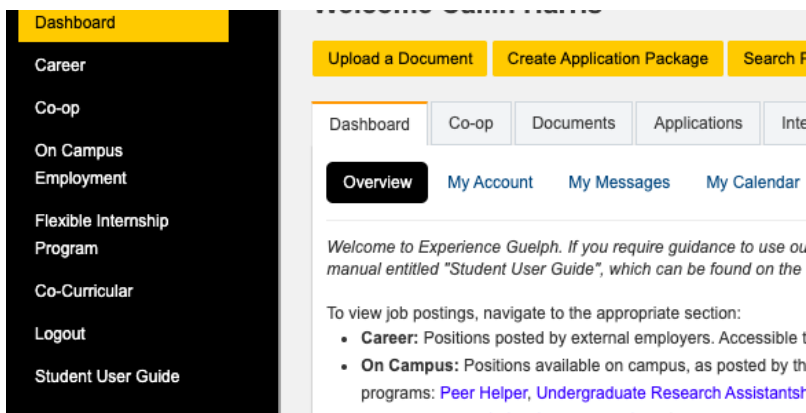 Dashboard
Career
Co-op
On Campus
Employment
Flexible Internship
Program
Co-Curricular
Logout
Student User Guide
Upload a Document Create Application Package Search
Dashboard Co-op Documents Applications
Overview My Account My Messages My Calendar
Welcome to Experience Guelph. If you require guidance to use
manual entitled "Student User Guide", which can be found on the
To view job postings, navigate to the appropriate section:
• Career: Positions posted by external employers. Accessible
• On Campus: Positions available on campus, as posted by
programs: Peer Helper, Undergraduate Research